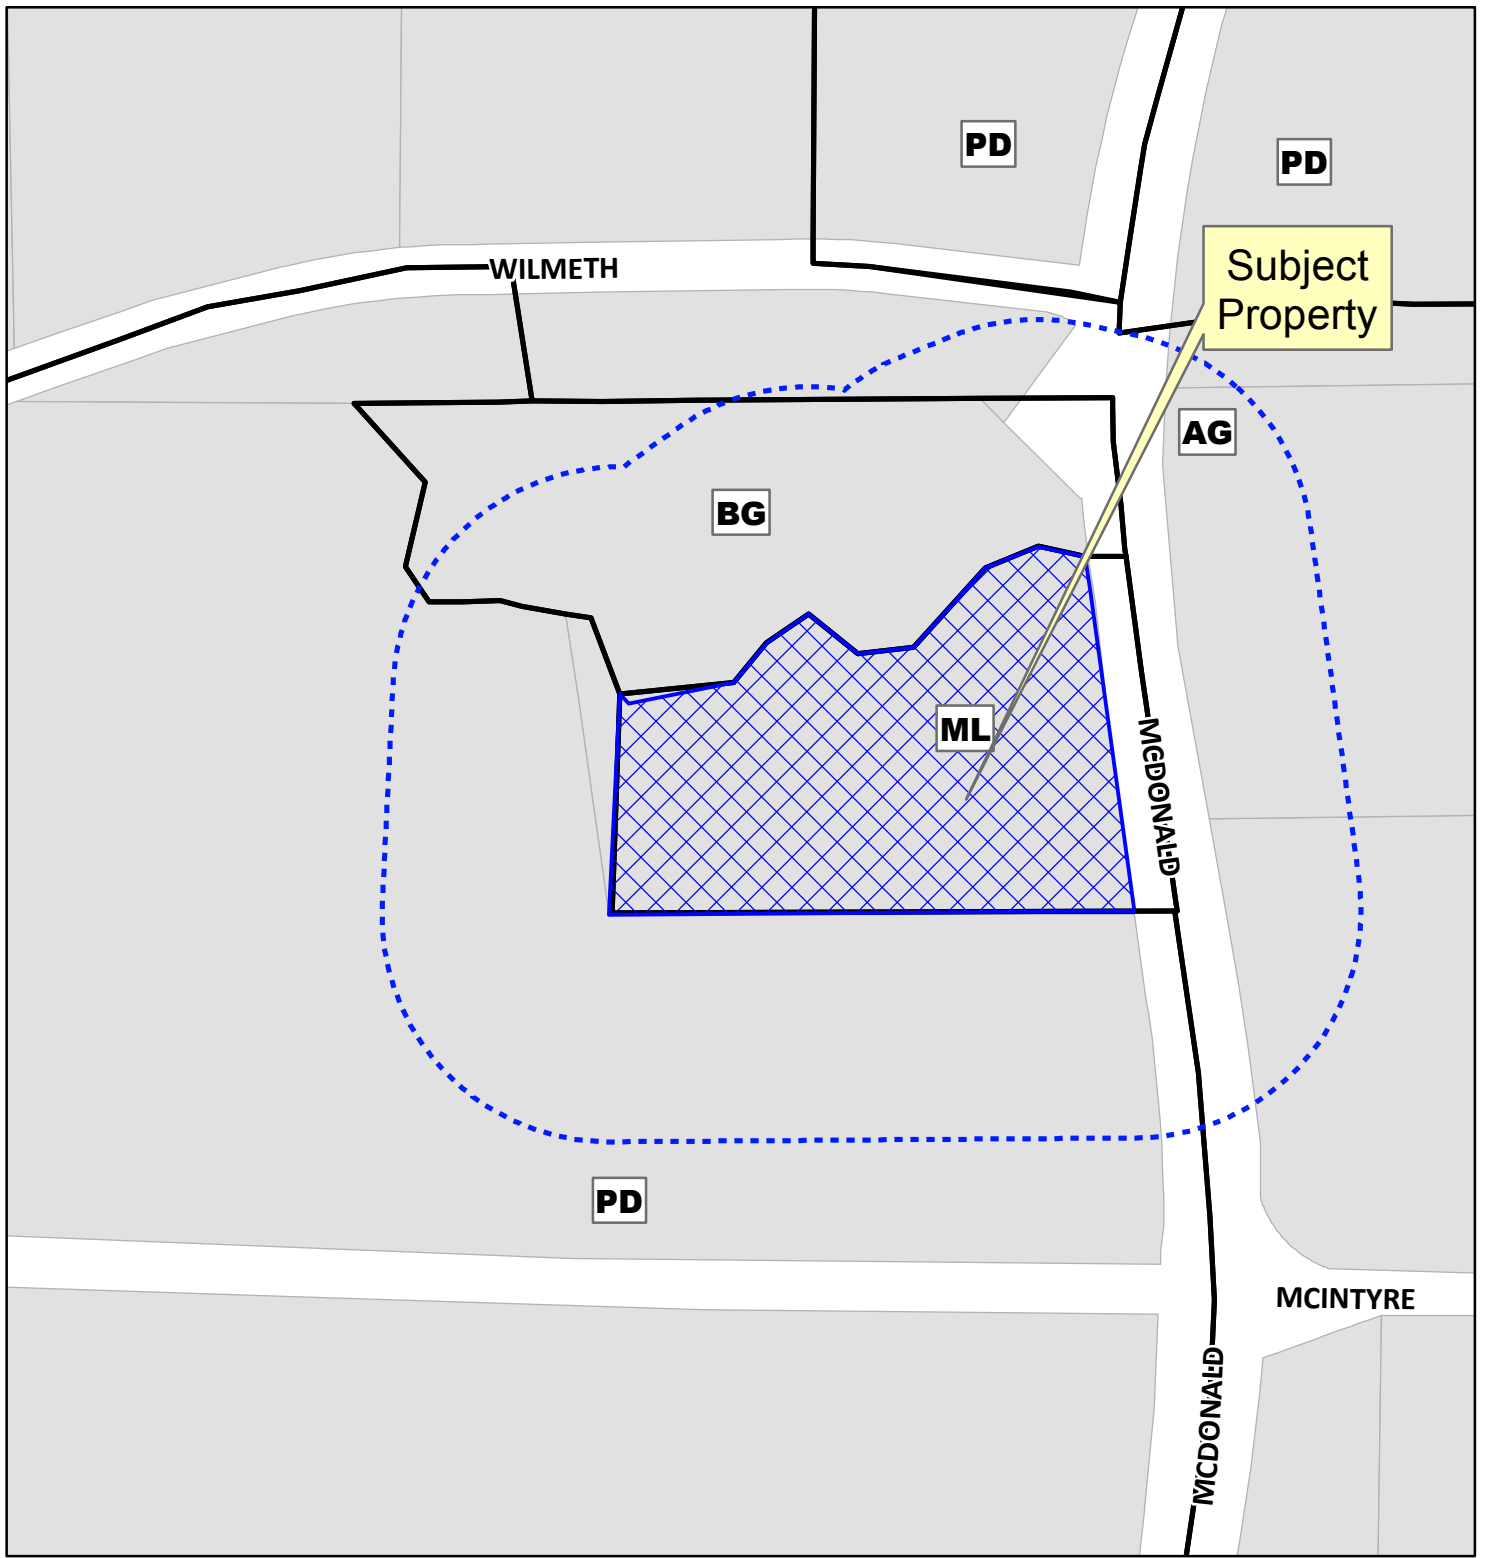 PD
PD
Subject
Property
WILMETH
AG
BG
ML
MCDONALD
PD
MCINTYRE
MCDONALD